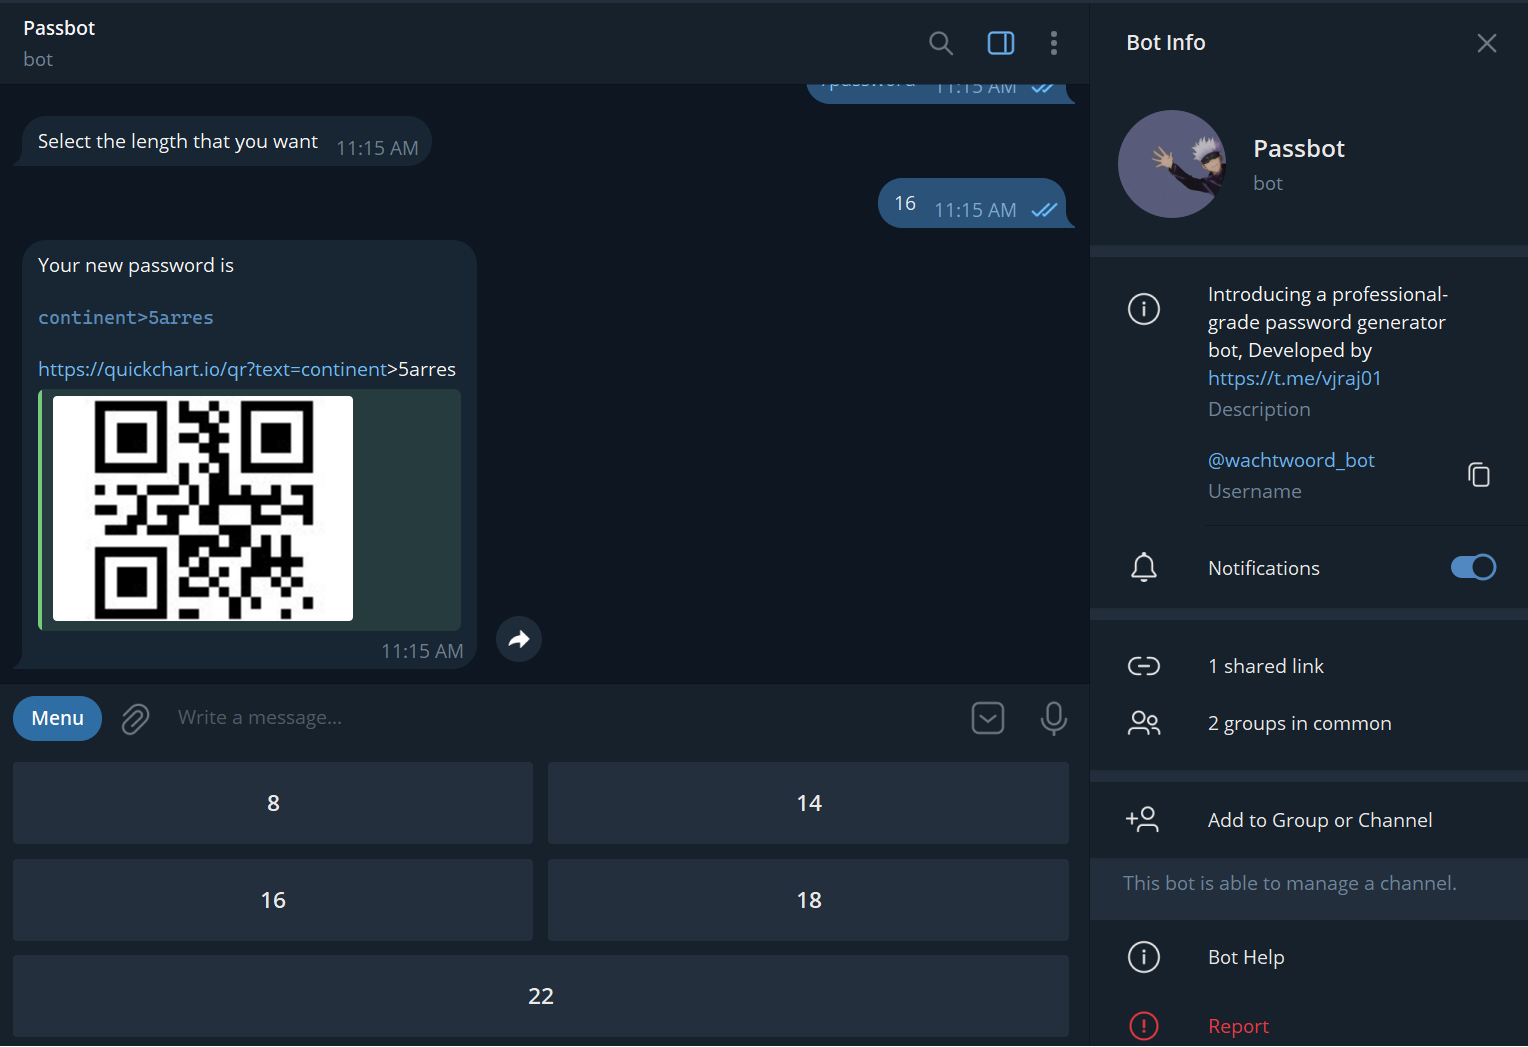 Passbot
bot
11:15 AM
Select the length that you want 11:15 AM
16 11:15 AM
Your new password is
continent>5arres
https://quickchart.io/qr?text=continent>5arres
11:15 AM
Menu
Write a message...
8
14
16
18
22
Bot Info
Passbot
bot
Introducing a professional-
grade password generator
bot, Developed by
https://t.me/vjraj01
Description
@wachtwoord_bot
Username
Notifications
1 shared link
2 groups in common
Add to Group or Channel
This bot is able to manage a channel.
Bot Help
Report